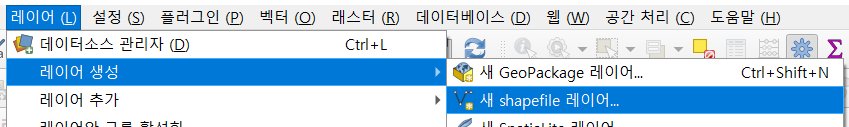 레이어 (L) 설정 (S) 플러그인 (P) 벡터 (O) 래스터 (R) 데이터베이스 (D) 웹 (W) 공간 처리 (C) 도움말 (H)
데이터소스 관리자 (D) Ctrl+L
레이어 생성
새 GeoPackage 레이어... Ctrl+Shift+N
레이어 추가
새 shapefile 레이어...